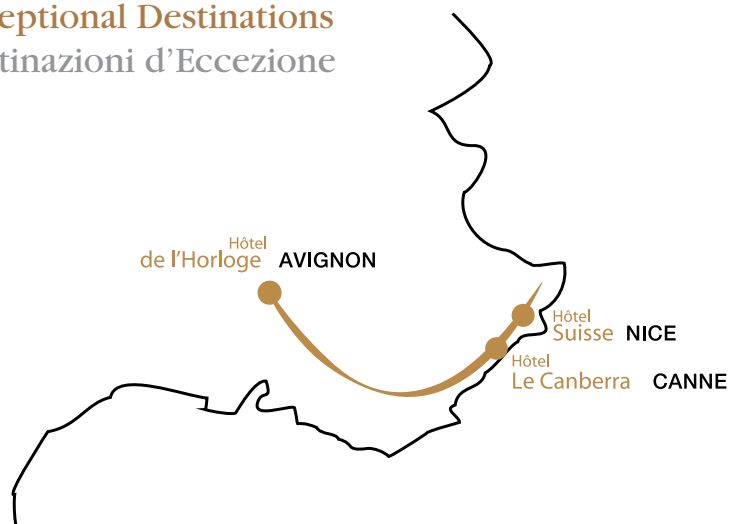 eptional Destinations
tinazioni d'Eccezione
Hôtel
de l'Horloge AVIGNON
Hôtel
Suisse NICE
Hôtel
Le Canberra CANNE